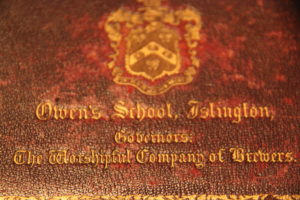 Owen's School, Islington,
Governors:
The Worshipful Company of Brewers.